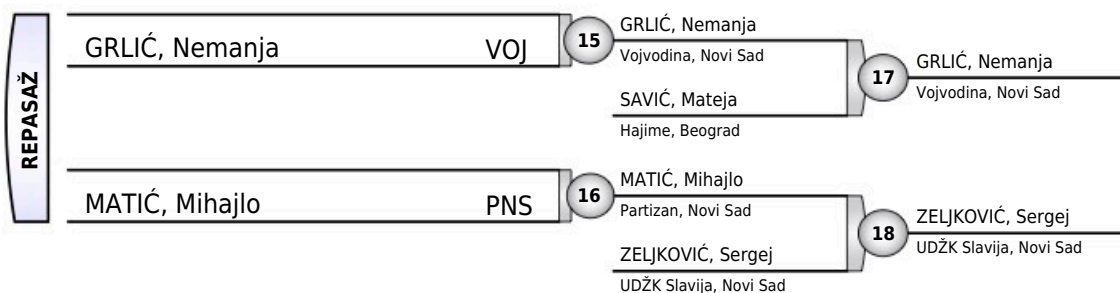 REPASAŽ
GRLIĆ, Nemanja VOJ
15
GRLIĆ, Nemanja
Vojvodina, Novi Sad
SAVIĆ, Mateja
Hajime, Beograd
17
GRLIĆ, Nemanja
Vojvodina, Novi Sad
MATIĆ, Mihajlo PNS
16
MATIĆ, Mihajlo
Partizan, Novi Sad
ZELJKOVIĆ, Sergej
UDŽK Slavija, Novi Sad
18
ZELJKOVIĆ, Sergej
UDŽK Slavija, Novi Sad